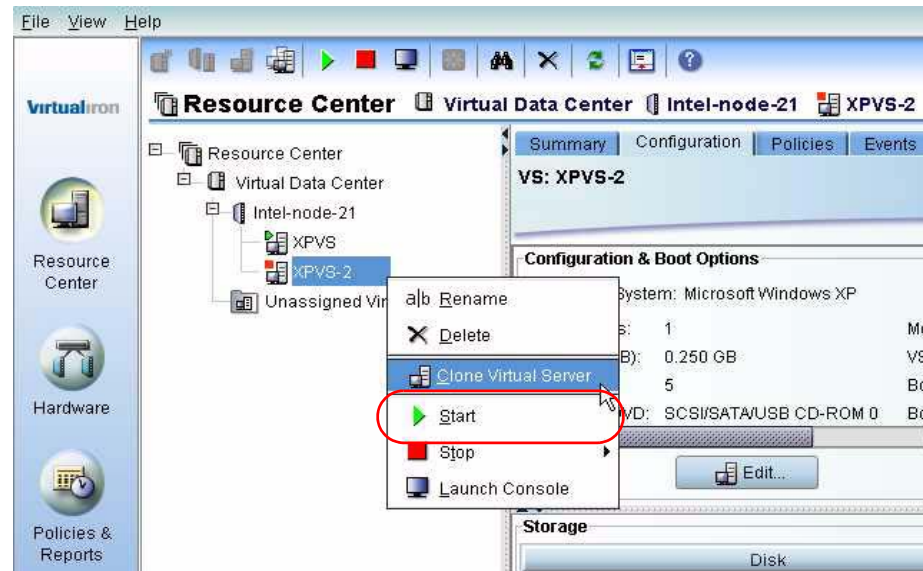 File View Help
Virtualiron
Resource Center Virtual Data Center Intel-node-21 XPVS-2
Resource Center
Hardware
Policies & Reports
Resource Center
Virtual Data Center
Intel-node-21
XPVS
XPVS-2
Unassigned Vir
a|b Rename
Delete
Clone Virtual Server
Start
Stop
Launch Console
Summary Configuration Policies Events
VS: XPVS-2
Configuration & Boot Options
System: Microsoft Windows XP
s: 1
B): 0.250 GB
5
VD: SCSI/SATA/USB CD-ROM 0
Edit...
Storage
Disk